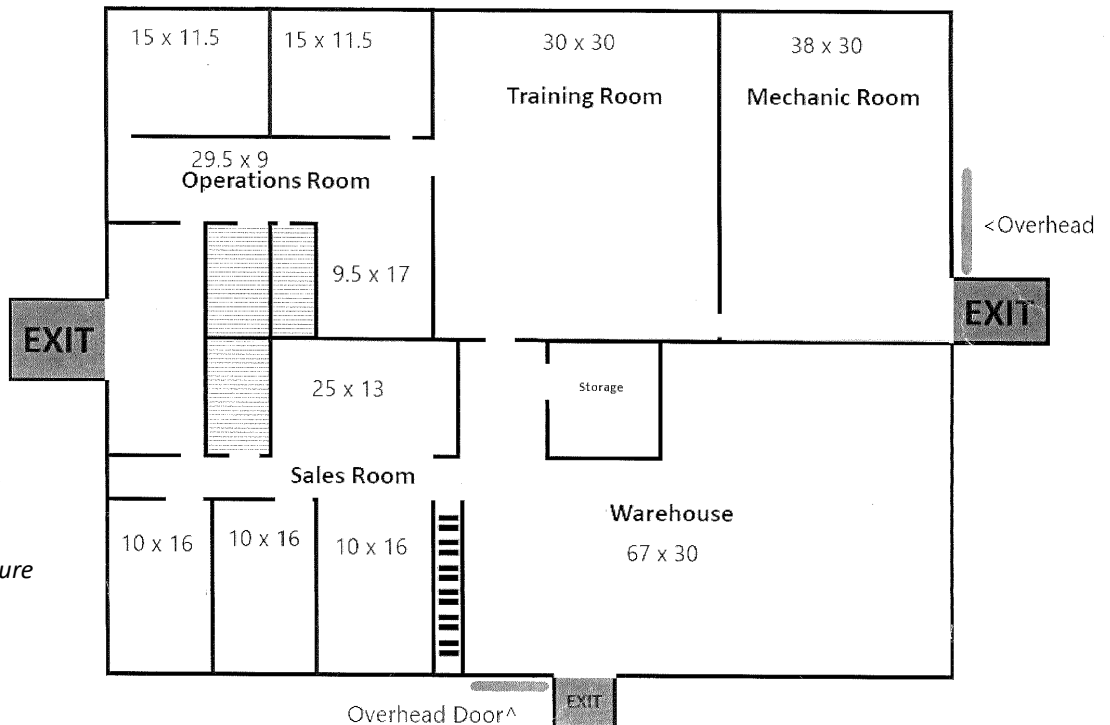 15 x 11.5
15 x 11.5
30 x 30
38 x 30
Training Room
Mechanic Room
29.5 x 9
Operations Room
<Overhead
9.5 x 17
EXIT
EXIT
25 x 13
Storage
Sales Room
Warehouse
10 x 16
10 x 16
10 x 16
67 x 30
ure
EXIT
Overhead Door^